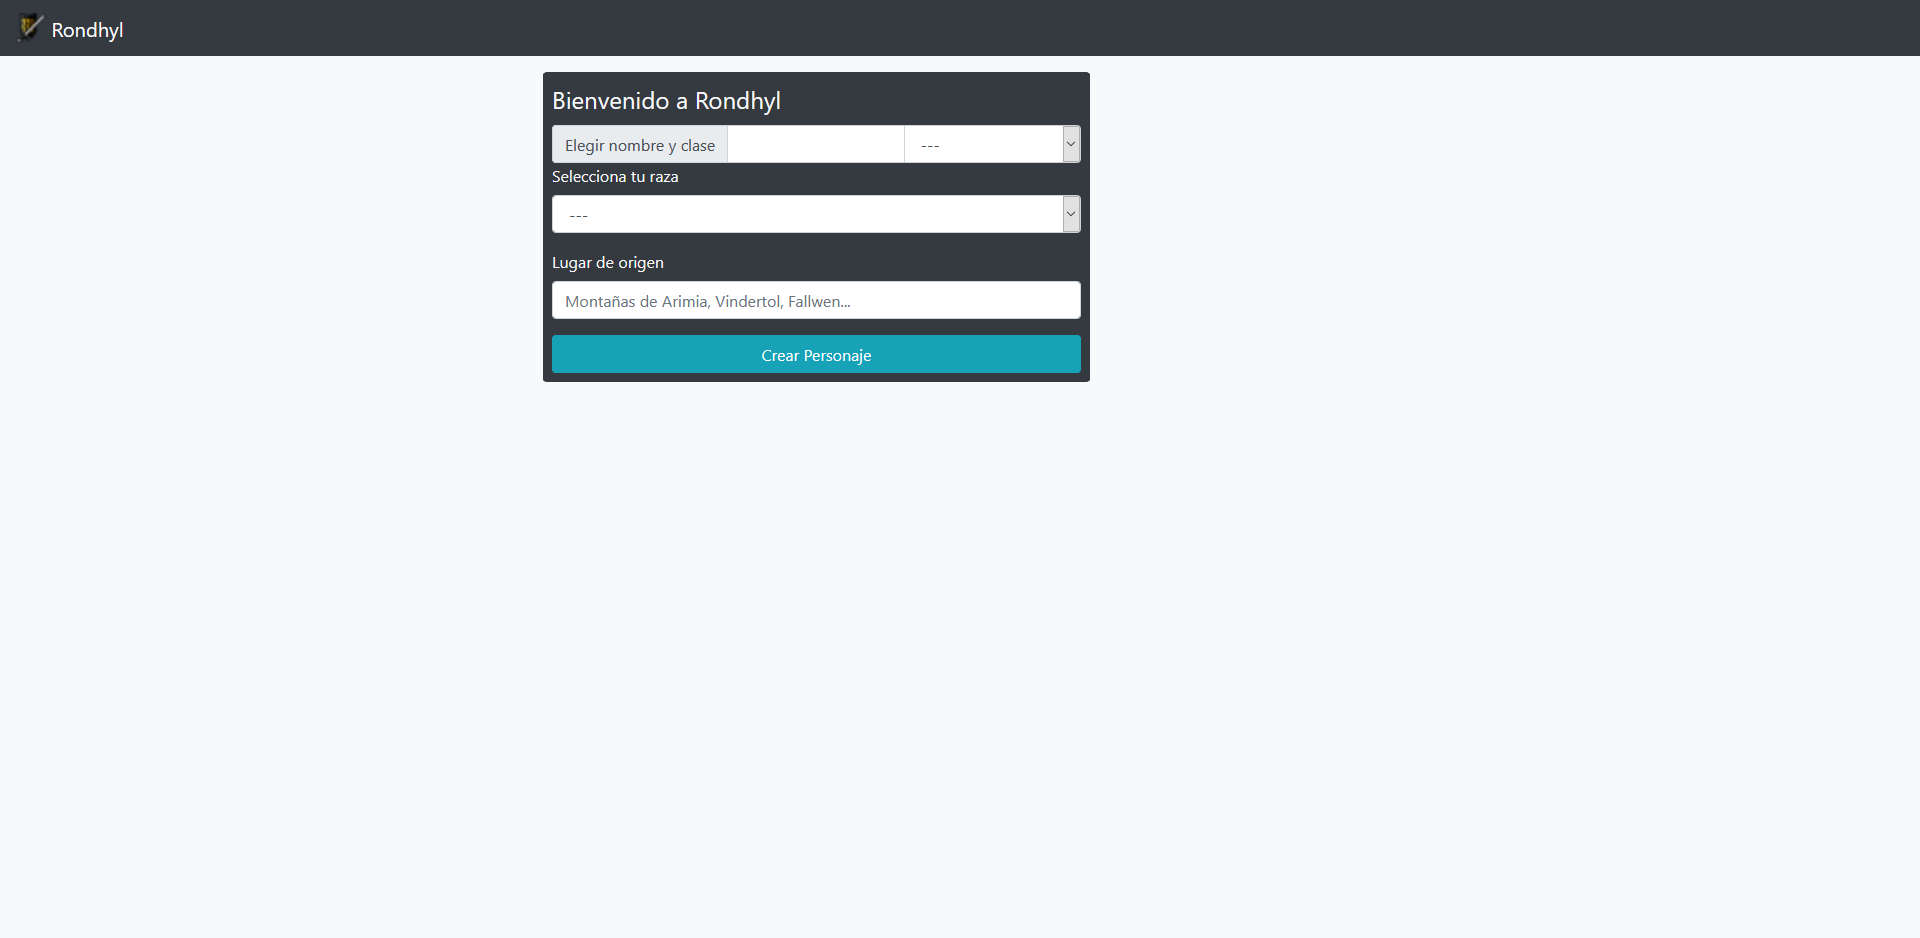 Rondhyl
Bienvenido a Rondhyl
Elegir nombre y clase ---
Selecciona tu raza
---
Lugar de origen
Montañas de Arimia, Vindertol, Fallwen...
Crear Personaje